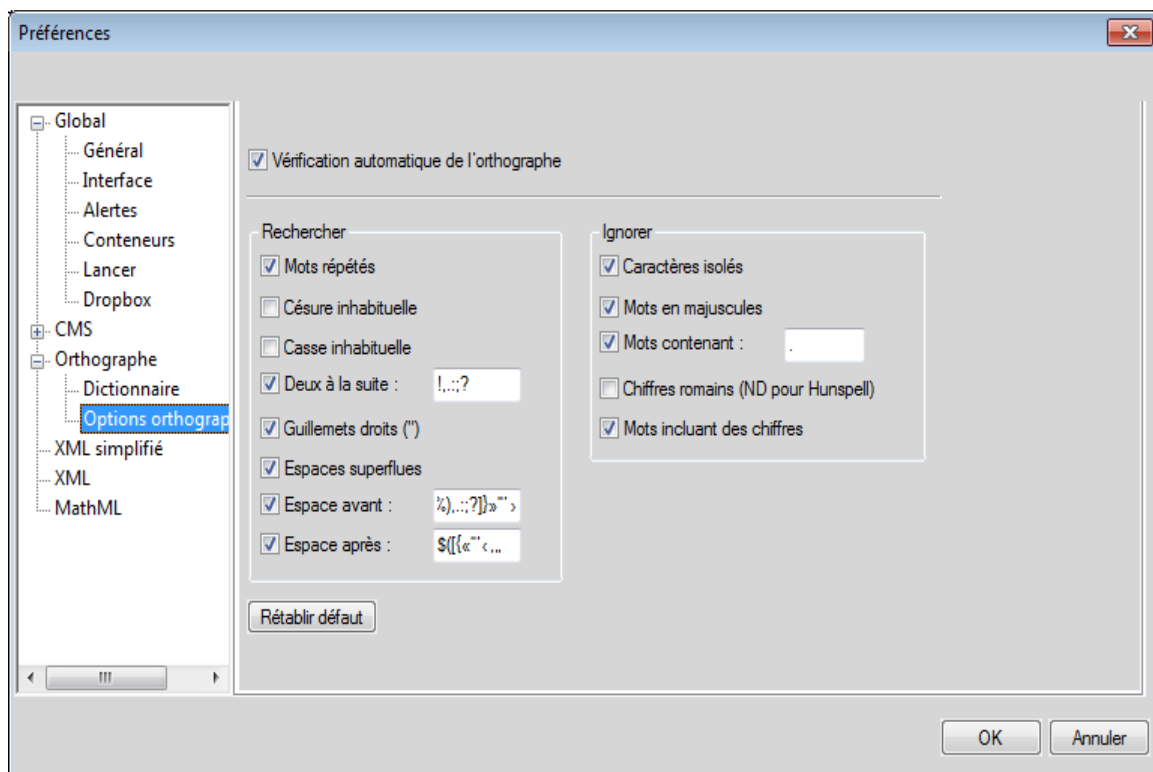 Préférences
Global
Général
Interface
Alertes
Conteneurs
Lancer
Dropbox
CMS
Orthographe
Dictionnaire
Options orthograp
XML simplifié
XML
MathML
Vérification automatique de l'orthographe
Rechercher
Mots répétés
Césure inhabituelle
Casse inhabituelle
Deux à la suite : !,.:;?
Guillemets droits (")
Espaces superflues
Espace avant :
Espace après :
Rétablir défaut
Ignorer
Caractères isolés
Mots en majuscules
Mots contenant : .
Chiffres romains (ND pour Hunspell)
Mots incluant des chiffres
OK
Annuler